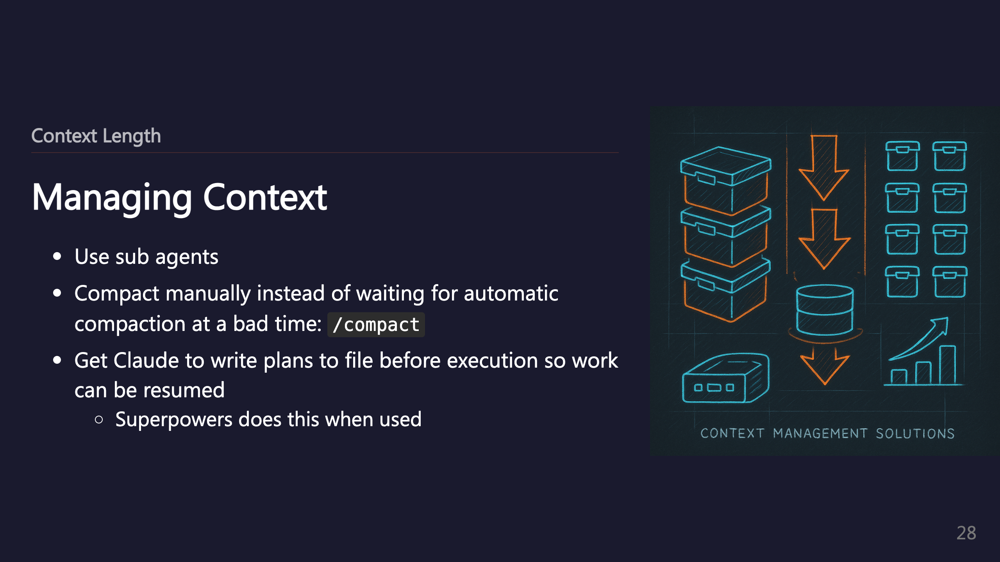 Context Length
Managing Context
• Use sub agents
• Compact manually instead of waiting for automatic
compaction at a bad time: /compact
• Get Claude to write plans to file before execution so work
can be resumed
○ Superpowers does this when used
CONTEXT MANAGEMENT SOLUTIONS
28